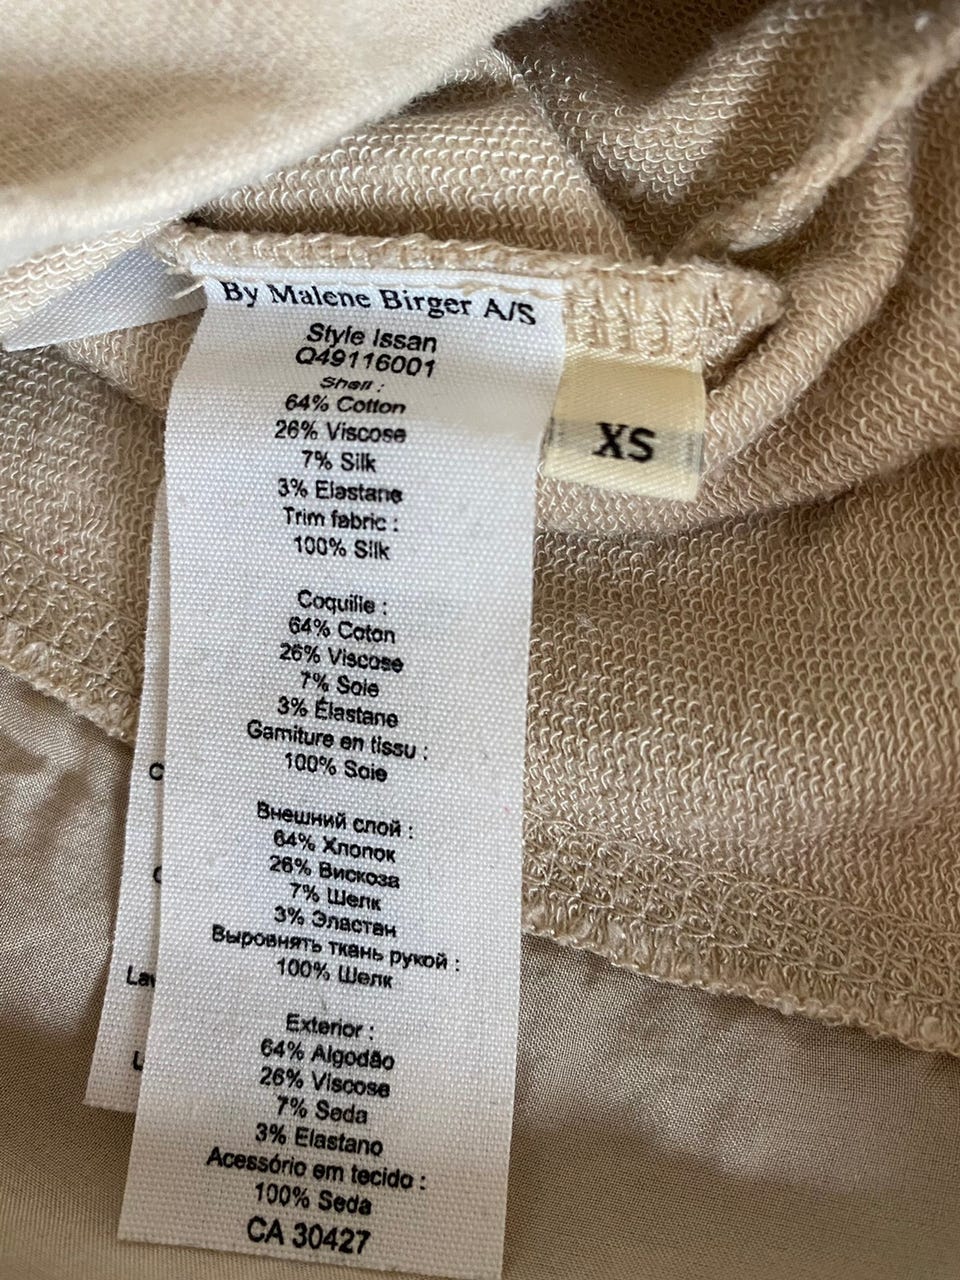 By Malene Birger A/S
Style Issan
Q49116001
Shell :
64% Cotton
26% Viscose
7% Silk
3% Elastane
Trim fabric :
100% Silk
Coquille :
64% Coton
26% Viscose
7% Soie
3% Élastane
Garniture en tissu :
100% Soie
Внешний слой :
64% Хлопок
26% Вискоза
7% Шелк
3% Эластан
Выровнять ткань рукой :
100% Шелк
Exterior :
64% Algodão
26% Viscose
7% Seda
3% Elastano
Acessório em tecido :
100% Seda
CA 30427
XS